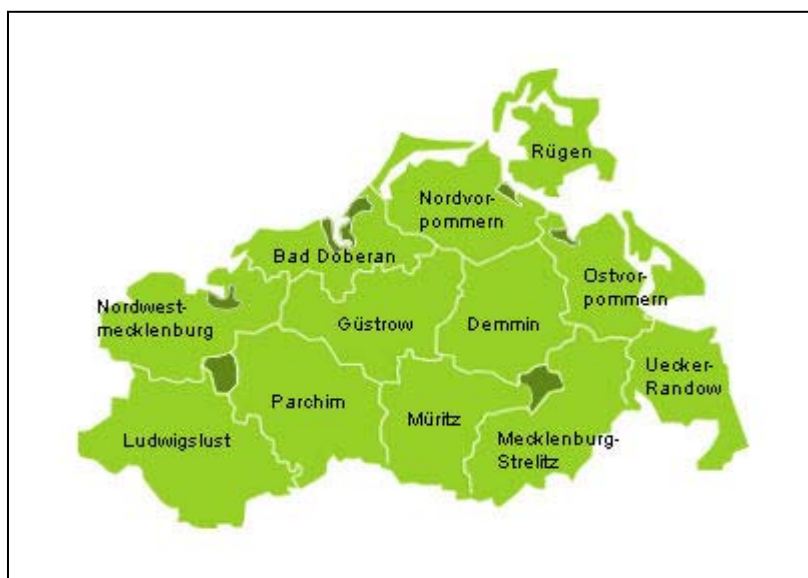 Rügen
Nordvor-
pommern
Bad Doberan
Ostvor-
pommern
Nordwest-
mecklenburg
Güstrow
Demmin
Uecker-
Randow
Parchim
Müritz
Ludwigslust
Mecklenburg-
Strelitz